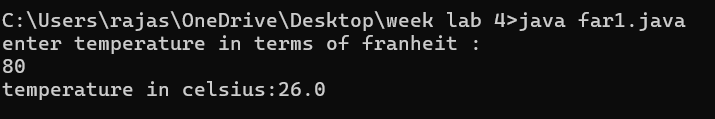 C:\Users\rajas\OneDrive\Desktop\week lab 4>java far1.java
enter temperature in terms of franheit :
80
temperature in celsius:26.0